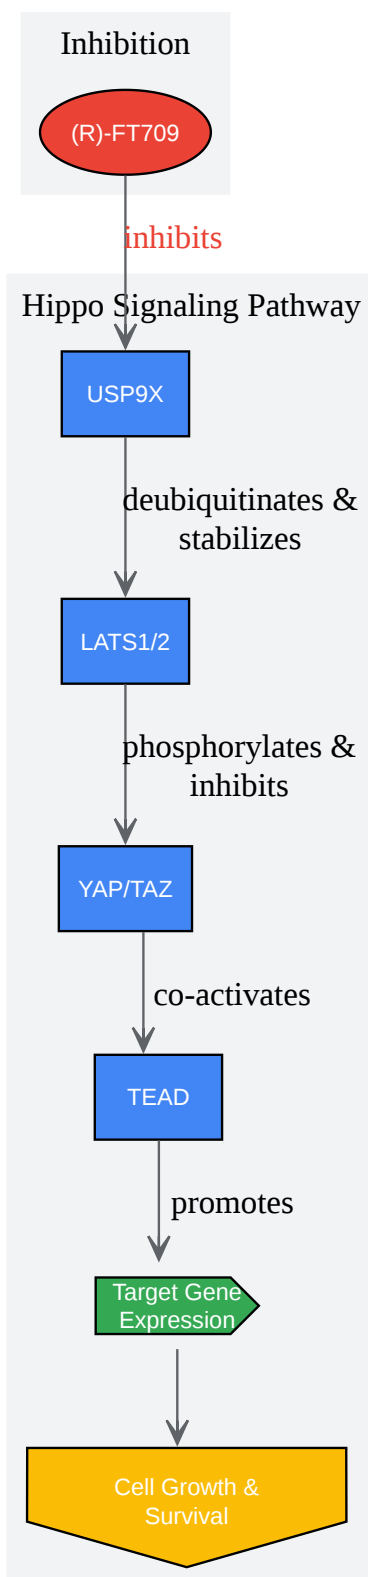 Inhibition
(R)-FT709
inhibits
Hippo Signaling Pathway
USP9X
deubiquitinates &
stabilizes
LATS1/2
phosphorylates &
inhibits
YAP/TAZ
co-activates
TEAD
promotes
Target Gene
Expression
Cell Growth &
Survival